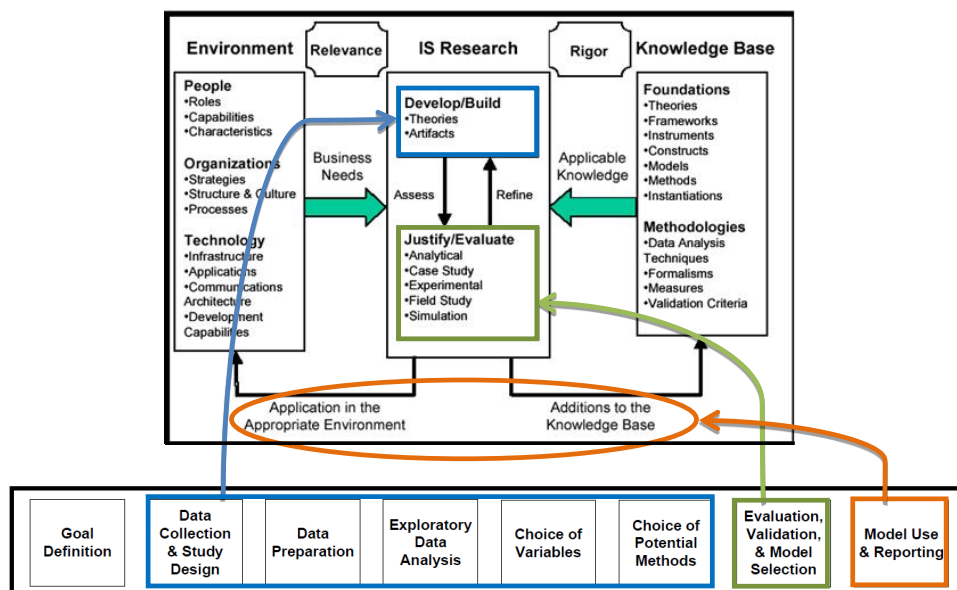 Environment
Relevance
IS Research
Rigor
Knowledge Base
People
•Roles
•Capabilities
•Characteristics
Organizations
•Strategies
•Structure & Culture
•Processes
Technology
•Infrastructure
•Applications
•Communications
Architecture
•Development
Capabilities
Business
Needs
Develop/Build
•Theories
•Artifacts
Assess
Refine
Justify/Evaluate
•Analytical
•Case Study
•Experimental
•Field Study
•Simulation
Applicable
Knowledge
Foundations
•Theories
•Frameworks
•Instruments
•Constructs
•Models
•Methods
•Instantiations
Methodologies
•Data Analysis
Techniques
•Formalisms
•Measures
•Validation Criteria
Application in the
Appropriate Environment
Additions to the
Knowledge Base
Goal
Definition
Data
Collection
& Study
Design
Data
Preparation
Exploratory
Data
Analysis
Choice of
Variables
Choice of
Potential
Methods
Evaluation,
Validation,
& Model
Selection
Model Use
& Reporting